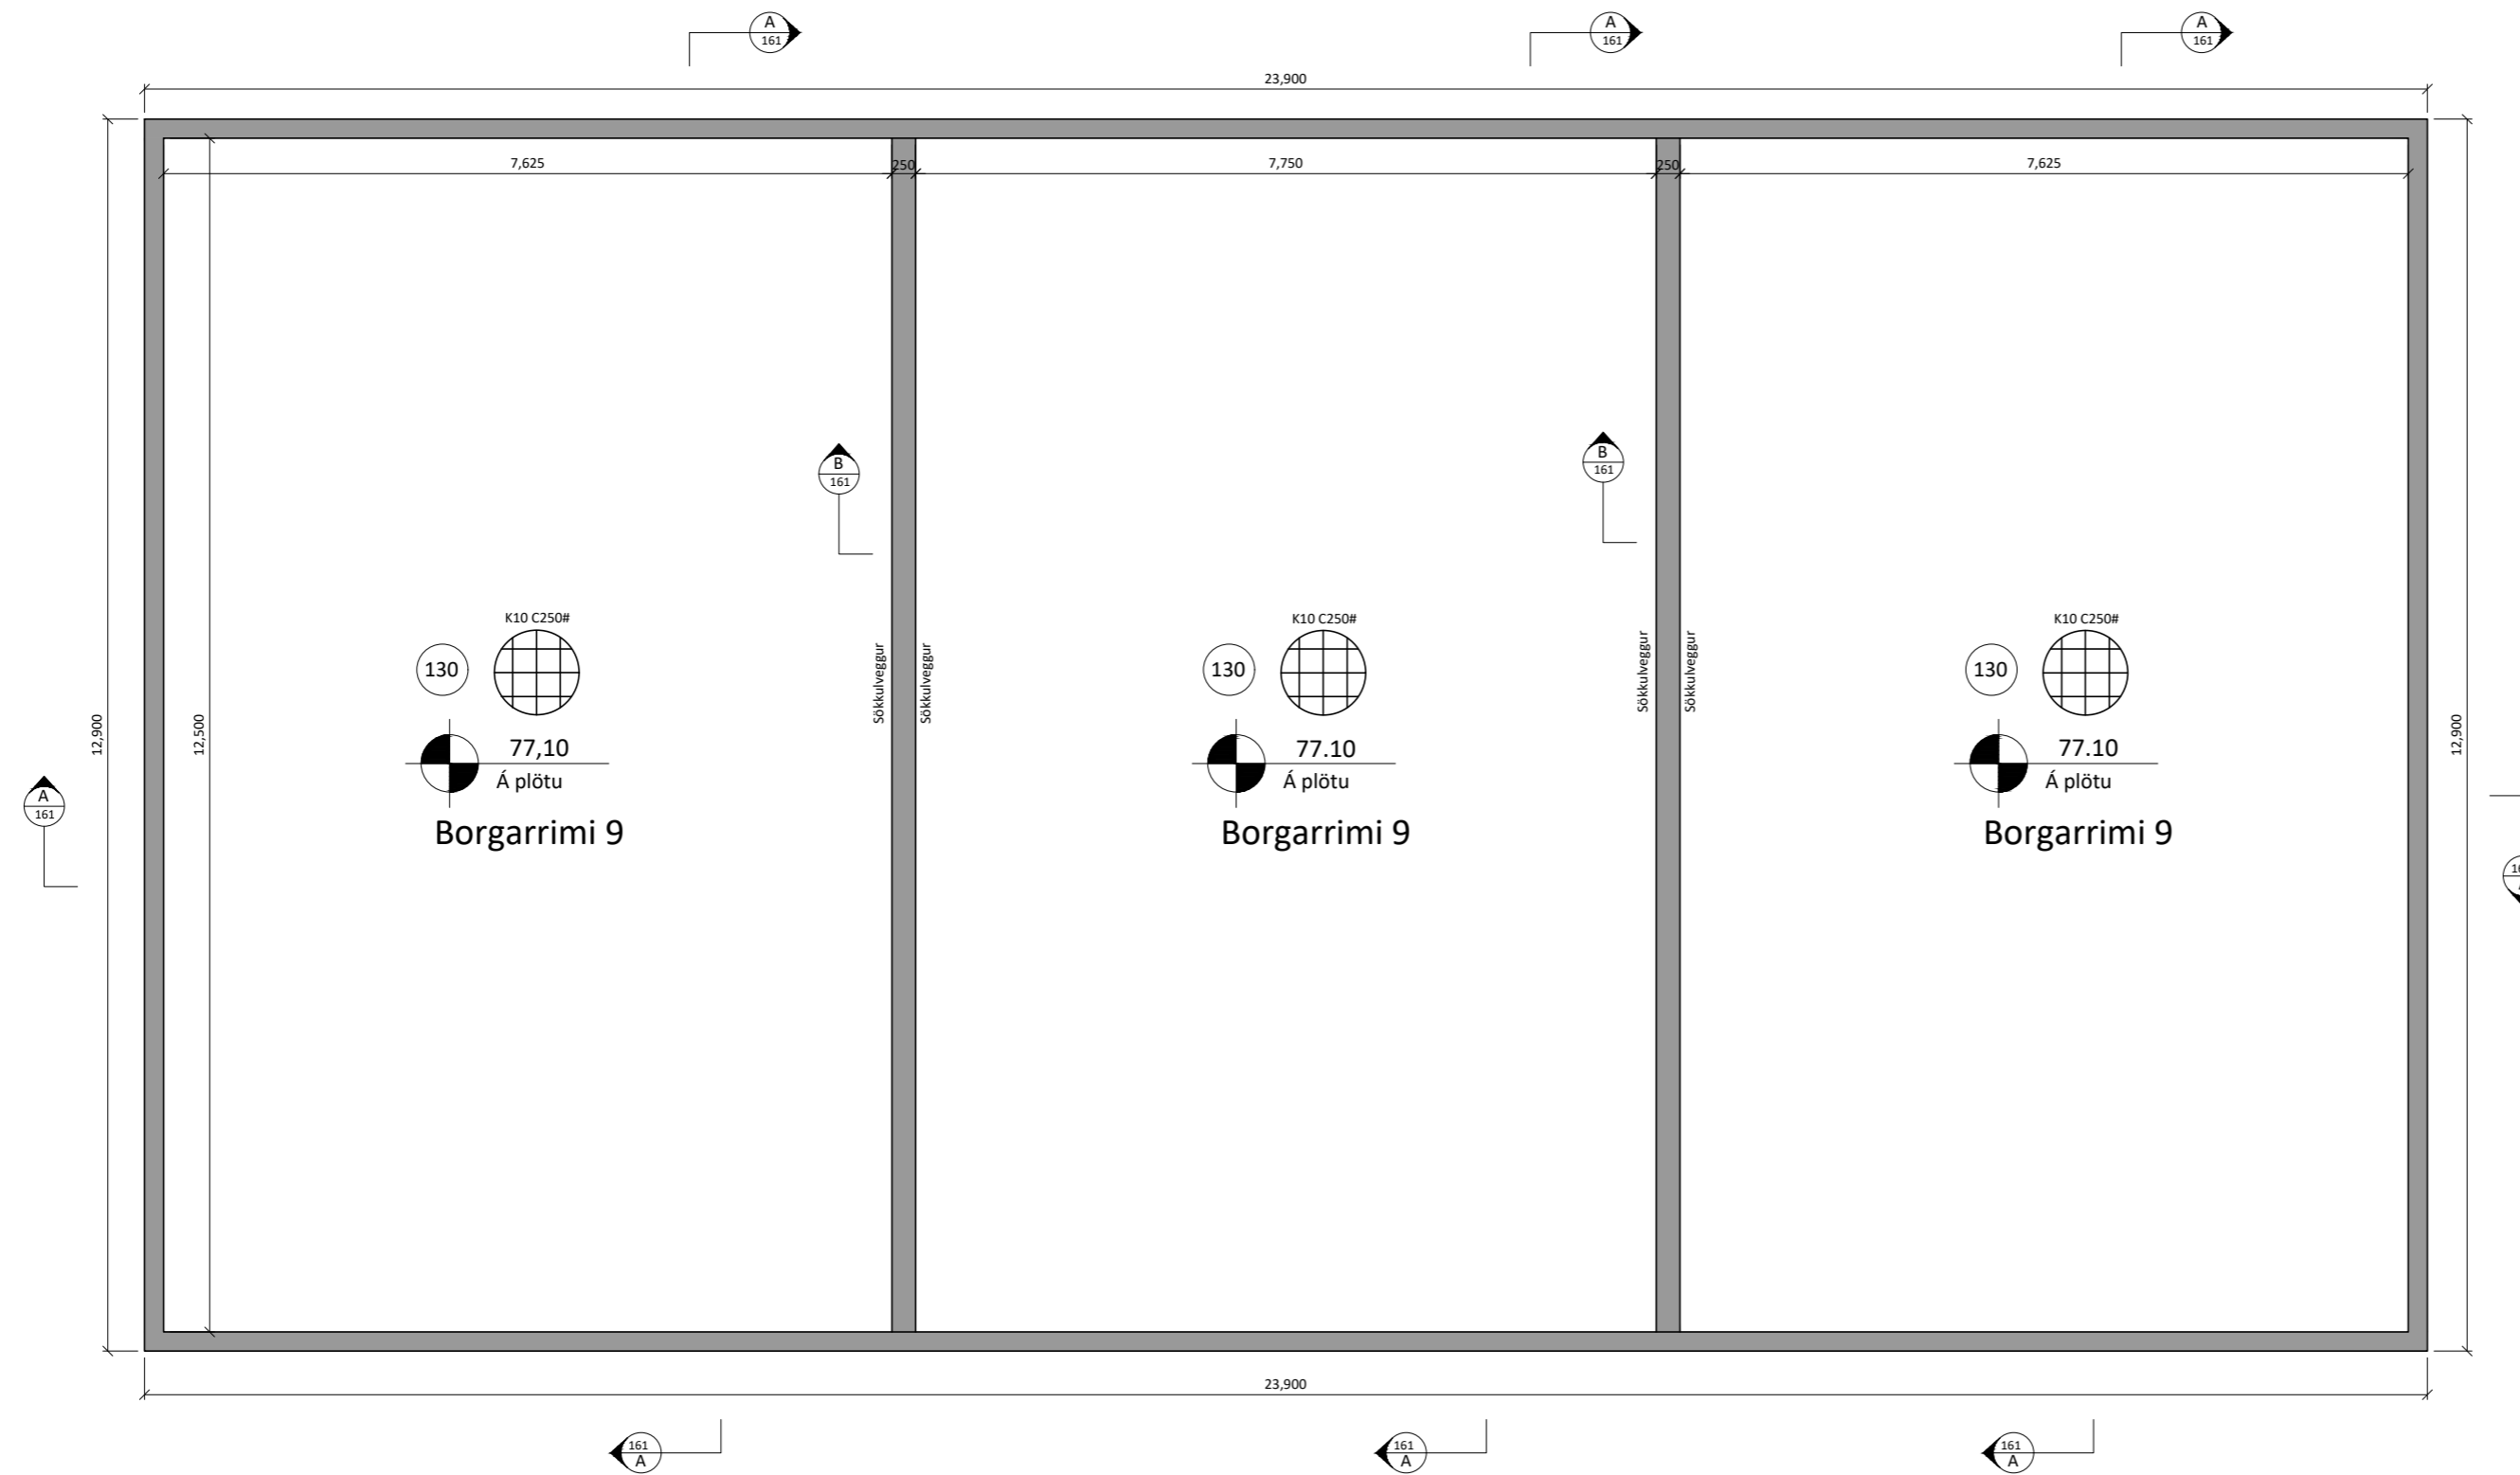 A
161
A
161
A
161
23,900
7,625
250
7,750
250
7,625
B
161
B
161
K10 C250#
130
77,10
Á plötu
Borgarrimi 9
Sökkulveggur
Sökkulveggur
K10 C250#
130
77.10
Á plötu
Borgarrimi 9
Sökkulveggur
Sökkulveggur
K10 C250#
130
77.10
Á plötu
Borgarrimi 9
12,900
12,500
12,900
A
161
23,900
161
A
161
A
161
A